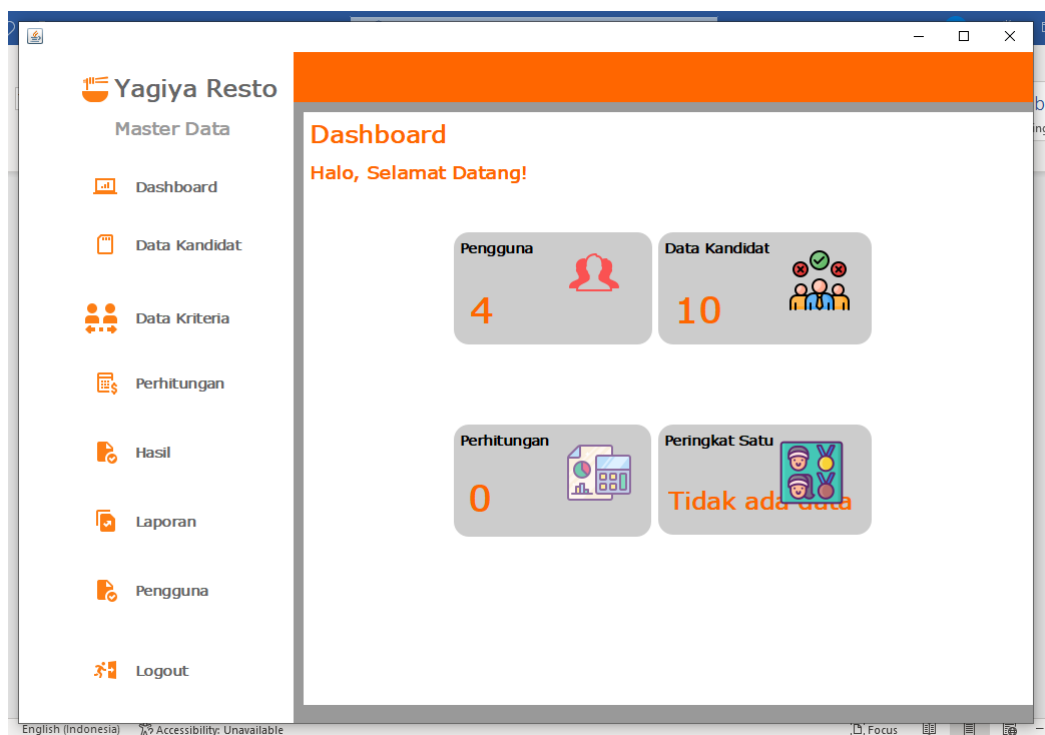 Yagiya Resto
Master Data
Dashboard
Data Kandidat
Data Kriteria
Perhitungan
Hasil
Laporan
Pengguna
Logout
Dashboard
Halo, Selamat Datang!
Pengguna
4
Data Kandidat
10
Perhitungan
0
Peringkat Satu
Tidak ada data
English (Indonesia)
Accessibility: Unavailable
Focus